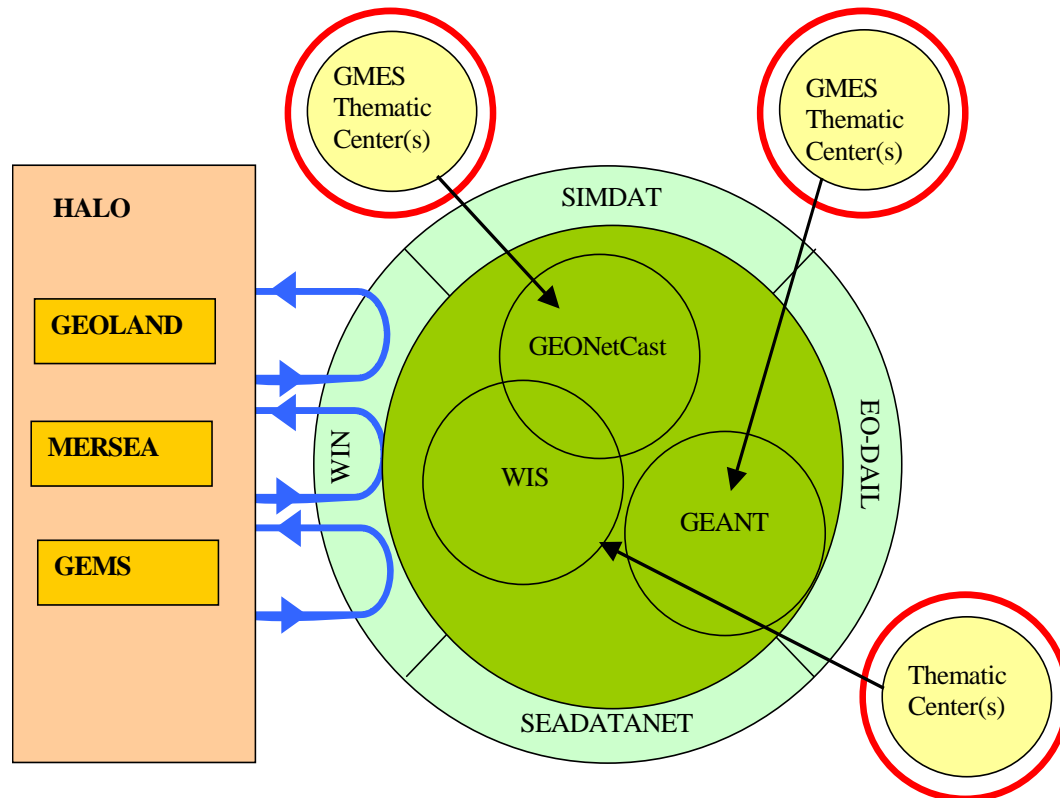 GMES
Thematic
Center(s)
GMES
Thematic
Center(s)
HALO
SIMDAT
GEOLAND
GEONetCast
MERSEA
WIN
WIS
EO-DAIL
GEANT
GEMS
Thematic
Center(s)
SEADATANET